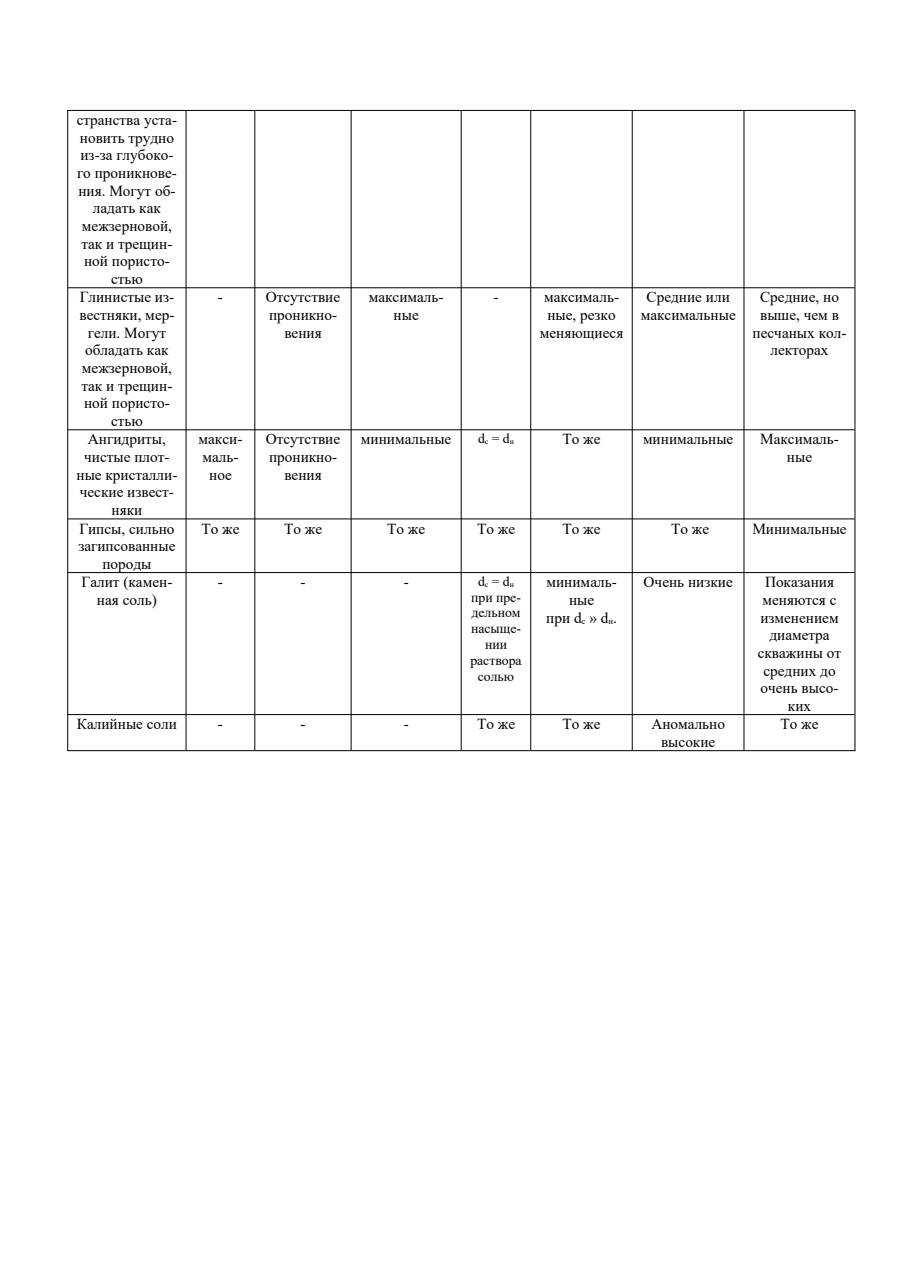 странства уста-
новить трудно
из-за глубоко-
го проникнове-
ния. Могут об-
ладать как
межзерновой,
так и трещин-
ной пористо-
стью
Глинистые из-
вестняки, мер-
гели. Могут
обладать как
межзерновой,
так и трещин-
ной пористо-
стью
-
Отсутствие
проникно-
вения
максималь-
ные
-
максималь-
ные, резко
меняющиеся
Средние или
максимальные
Средние, но
выше, чем в
песчаных кол-
лекторах
Ангидриты,
чистые плот-
ные кристалли-
ческие извест-
няки
макси-
маль-
ное
Отсутствие
проникно-
вения
минимальные
dс = dн
То же
минимальные
Максималь-
ные
Гипсы, сильно
загипсованные
породы
То же
То же
То же
То же
То же
То же
Минимальные
Галит (камен-
ная соль)
-
-
-
dс = dн
при пре-
дельном
насыще-
нии
раствора
солью
минималь-
ные
при dс » dн.
Очень низкие
Показания
меняются с
изменением
диаметра
скважины от
средних до
очень высо-
ких
Калийные соли
-
-
-
То же
То же
Аномально
высокие
То же